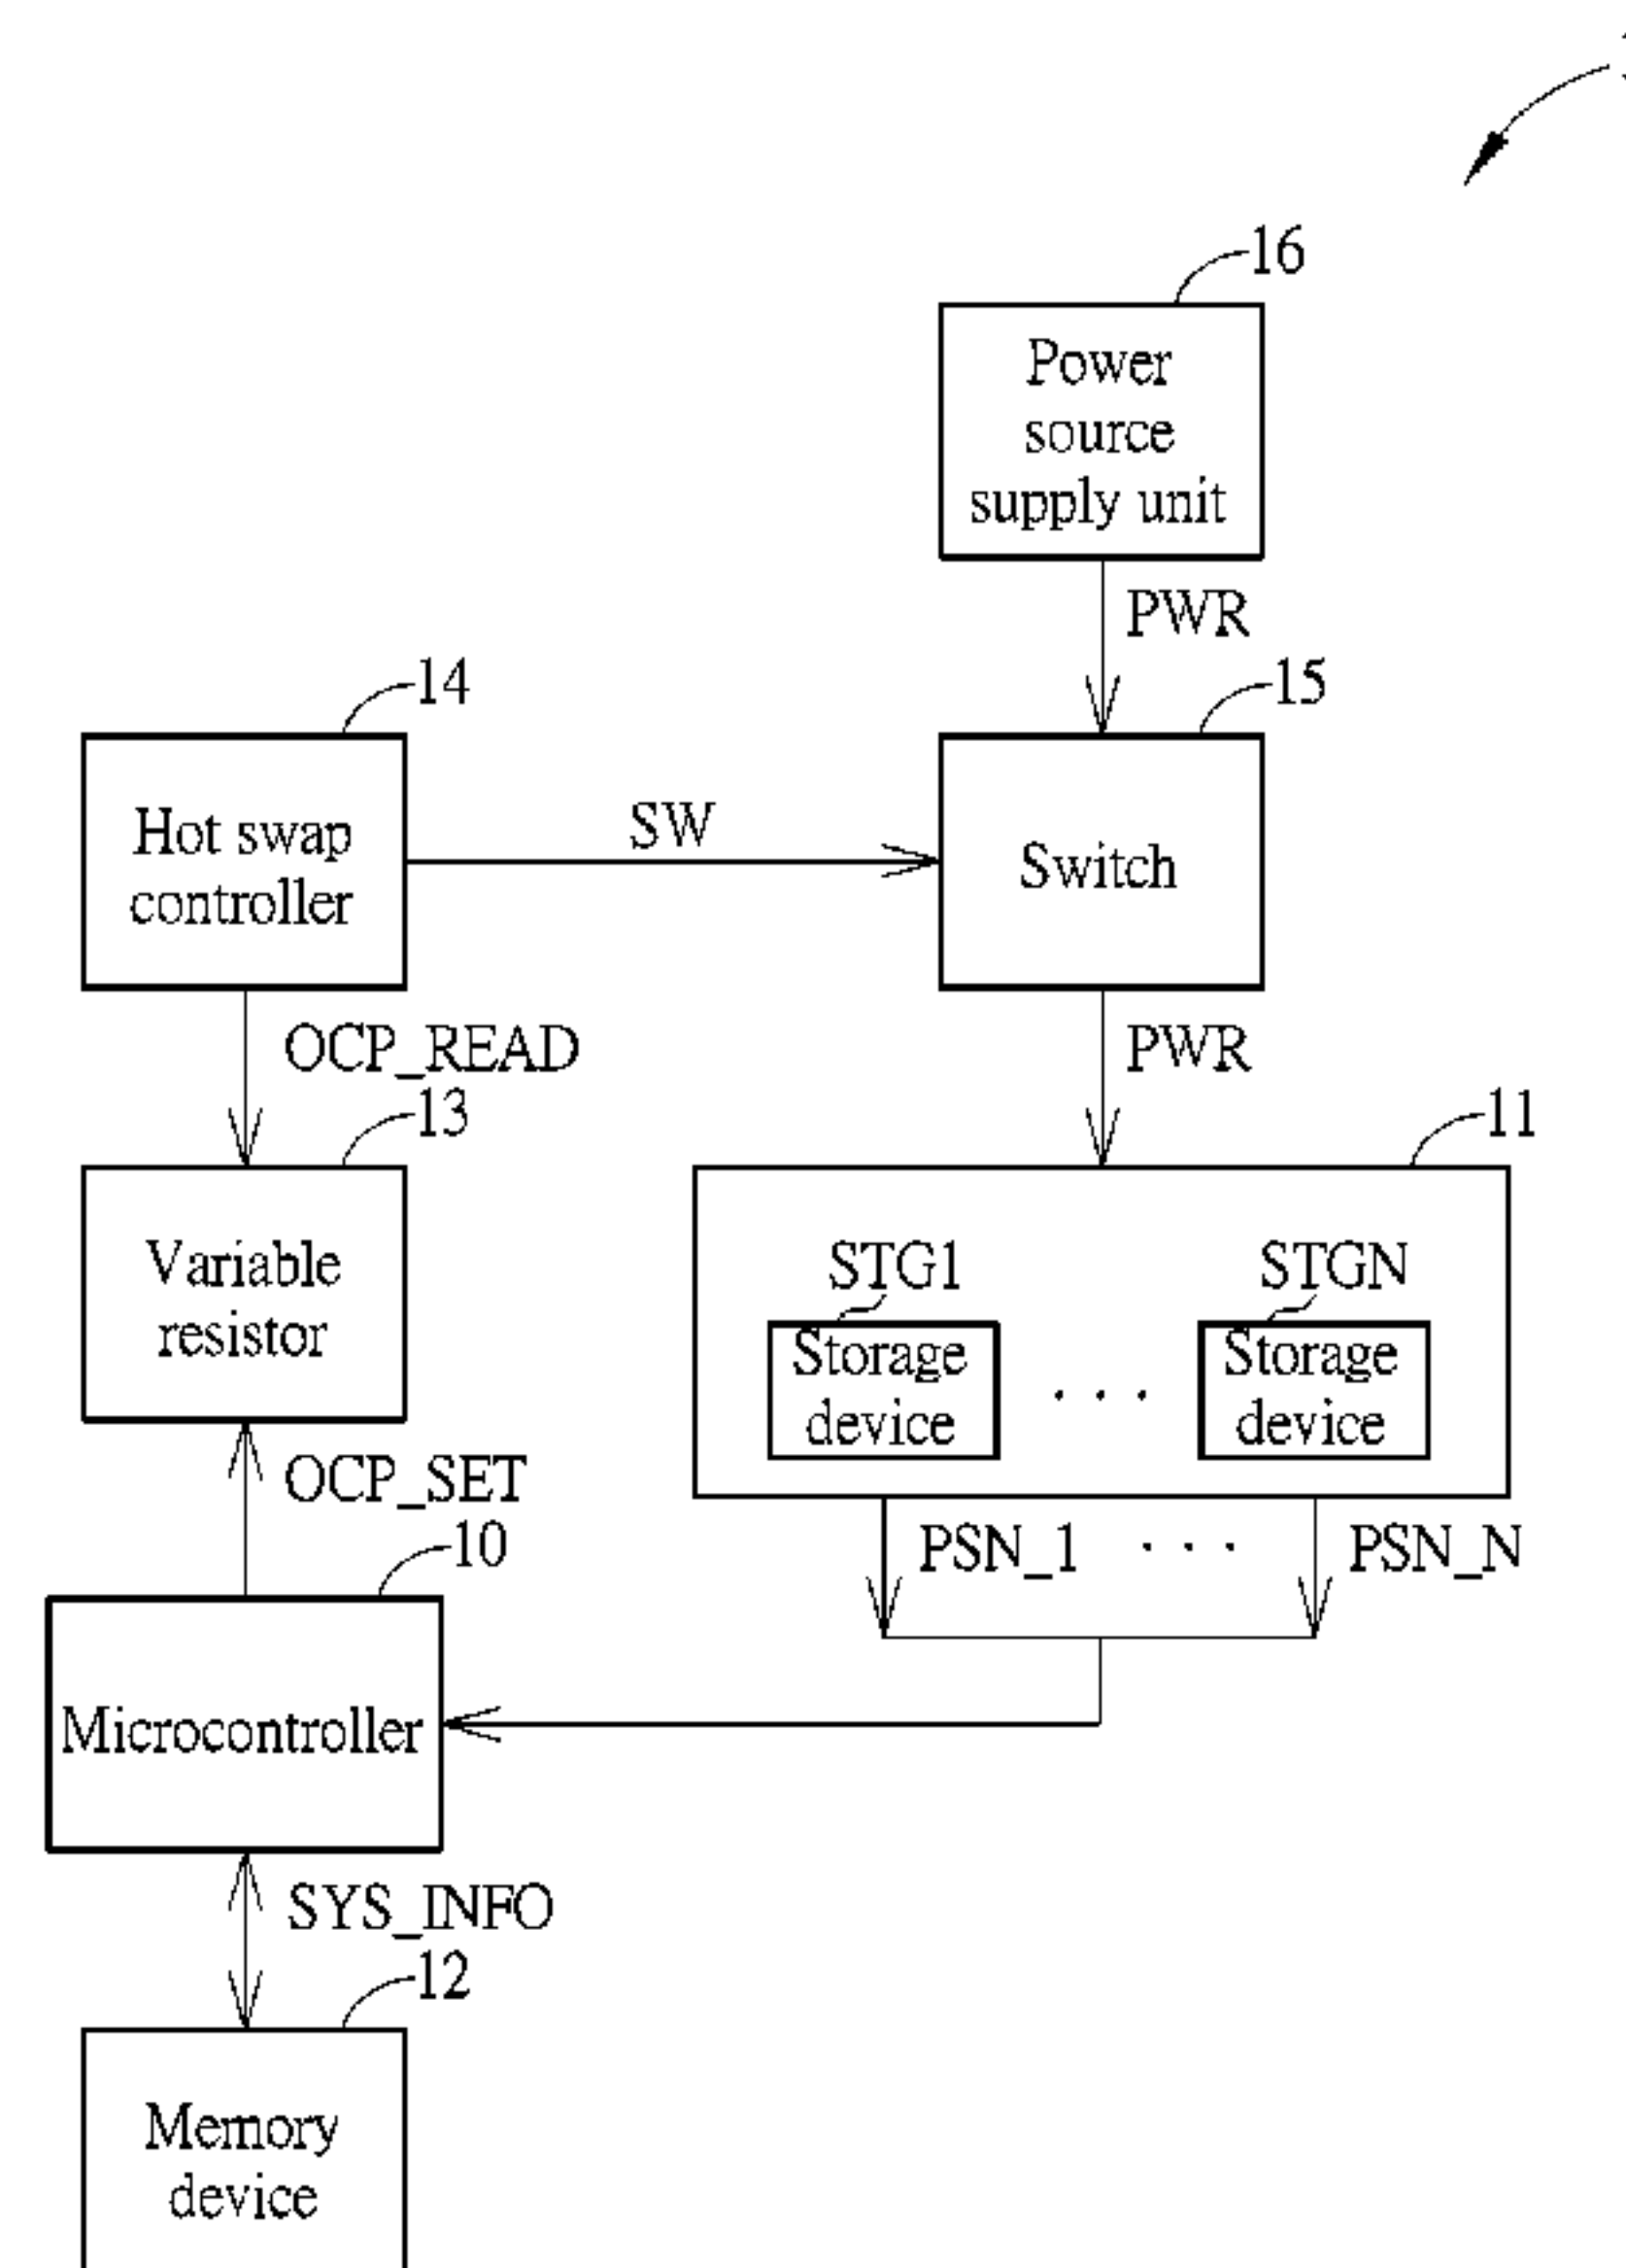 16
Power
source
supply unit
PWR
14
15
Hot swap
controller
SW
Switch
OCP_READ
PWR
13
11
Variable
resistor
STG1
STGN
Storage
device
. . .
Storage
device
OCP_SET
10
PSN_1
. . .
PSN_N
Microcontroller
SYS_INFO
12
Memory
device